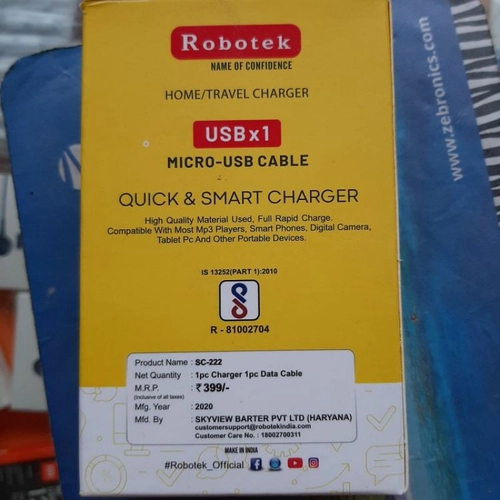 Robotek
NAME OF CONFIDENCE
HOME/TRAVEL CHARGER
USB x 1
MICRO-USB CABLE
QUICK & SMART CHARGER
High Quality Material Used, Full Rapid Charge.
Compatible With Most Mp3 Players, Smart Phones, Digital Camera,
Tablet Pc And Other Portable Devices.
IS 13252(PART 1):2010
R - 81002704
Product Name : SC-222
Net Quantity : 1pc Charger 1pc Data Cable
M.R.P. : ₹ 399/-
(Inclusive of all taxes)
Mfg. Year : 2020
Mfd. By : SKYVIEW BARTER PVT LTD (HARYANA)
customersupport@robotekindia.com
Customer Care No. : 18002700311
MAKE IN INDIA
#Robotek_Official
www.zebronics.com